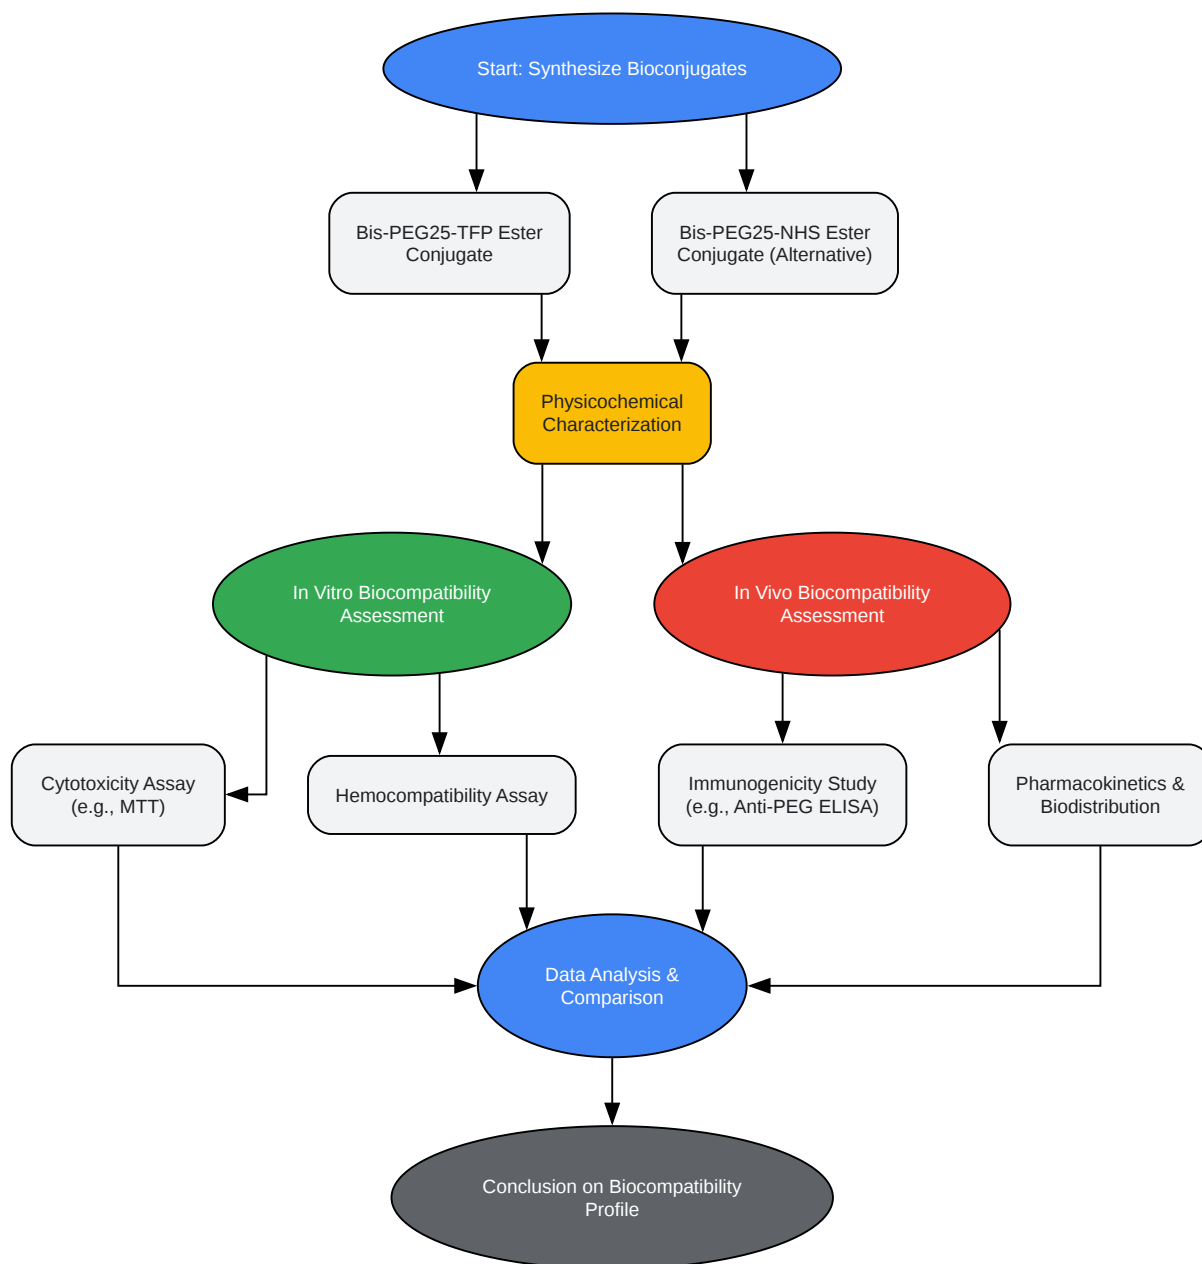 Start: Synthesize Bioconjugates
Bis-PEG25-TFP Ester
Conjugate
Bis-PEG25-NHS Ester
Conjugate (Alternative)
Physicochemical
Characterization
In Vitro Biocompatibility
Assessment
In Vivo Biocompatibility
Assessment
Cytotoxicity Assay
(e.g., MTT)
Hemocompatibility Assay
Immunogenicity Study
(e.g., Anti-PEG ELISA)
Pharmacokinetics &
Biodistribution
Data Analysis &
Comparison
Conclusion on Biocompatibility
Profile